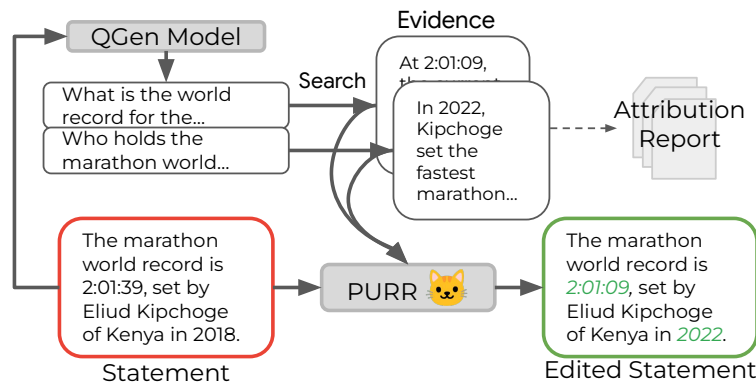 QGen Model
Evidence
Search
What is the world
record for the...
Who holds the
marathon world...
At 2:01:09,
In 2022,
Kipchoge
set the
fastest
marathon...
Attribution
Report
The marathon
world record is
2:01:39, set by
Eliud Kipchoge
of Kenya in 2018.
Statement
PURR
The marathon
world record is
2:01:09, set by
Eliud Kipchoge
of Kenya in 2022.
Edited Statement